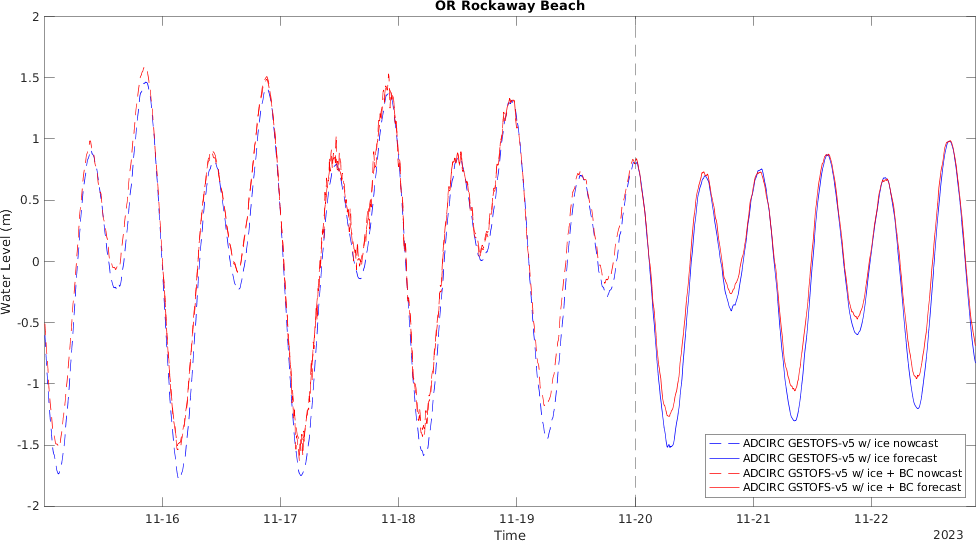 OR Rockaway Beach
2
1.5
1
0.5
0
-0.5
-1
-1.5
-2
Water Level (m)
11-16
11-17
11-18
11-19
11-20
11-21
11-22
Time
2023
ADCIRC GESTOFS-v5 w/ ice nowcast
ADCIRC GESTOFS-v5 w/ ice forecast
ADCIRC GSTOFS-v5 w/ ice + BC nowcast
ADCIRC GSTOFS-v5 w/ ice + BC forecast